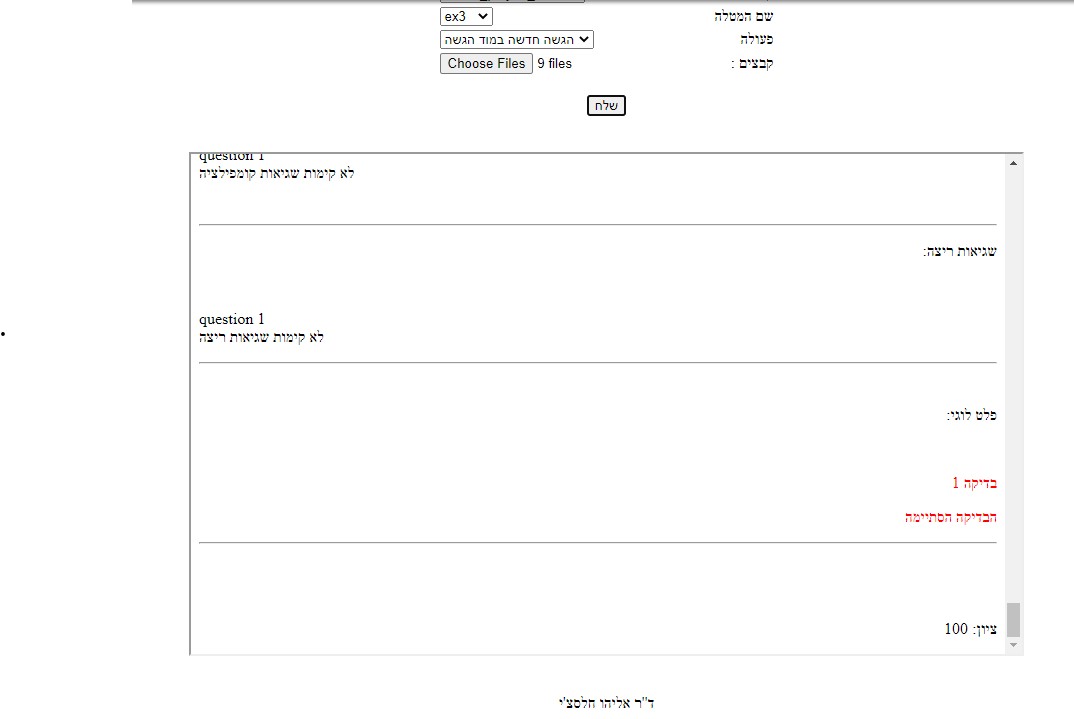 שם המטלה ex3
פעולה הגשה חדשה במוד הגשה
קבצים : Choose Files 9 files
שלח
question 1
לא קימות שגיאות קומפילציה
שגיאות ריצה:
question 1
לא קימות שגיאות ריצה
פלט לוגי:
בדיקה 1
הבדיקה הסתיימה
ציון: 100
ד"ר אליהו חלסצ'י